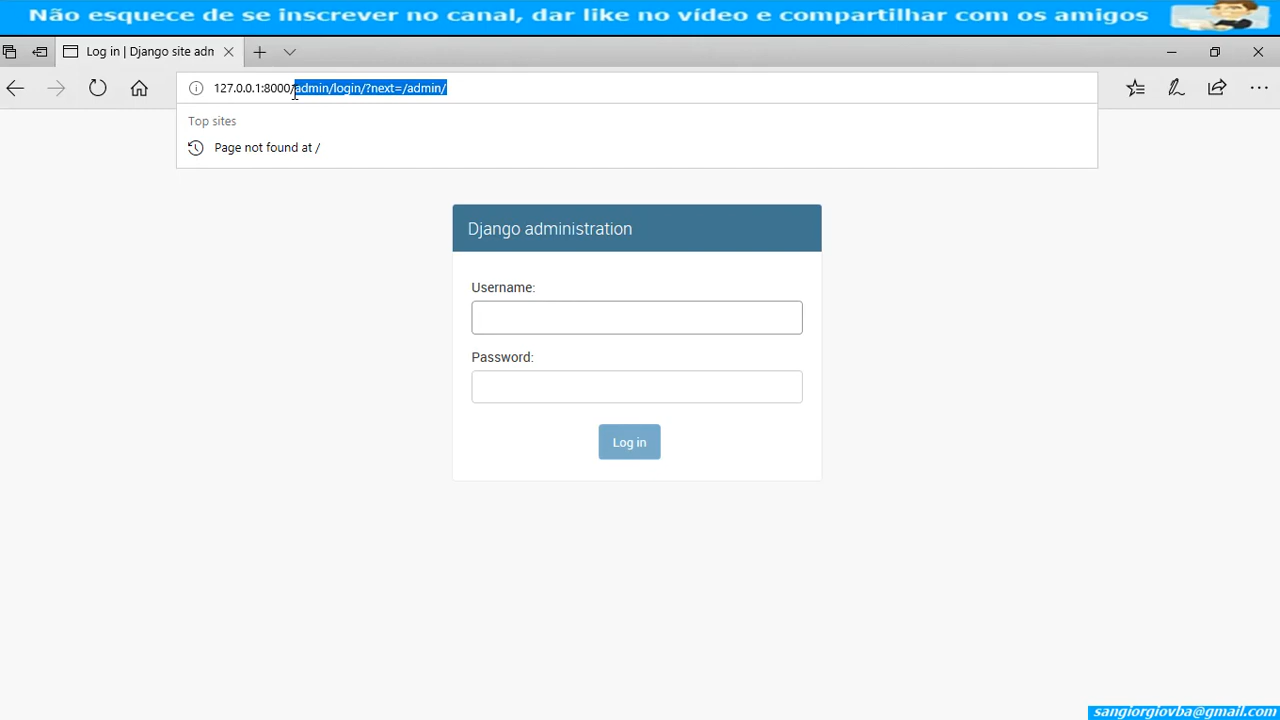 Não esquece de se inscrever no canal, dar like no vídeo e compartilhar com os amigos
Log in | Django site adn
127.0.0.1:8000/admin/login/?next=/admin/
Top sites
Page not found at /
Django administration
Username:
Password:
Log in
sangiorgiovba@gmail.com